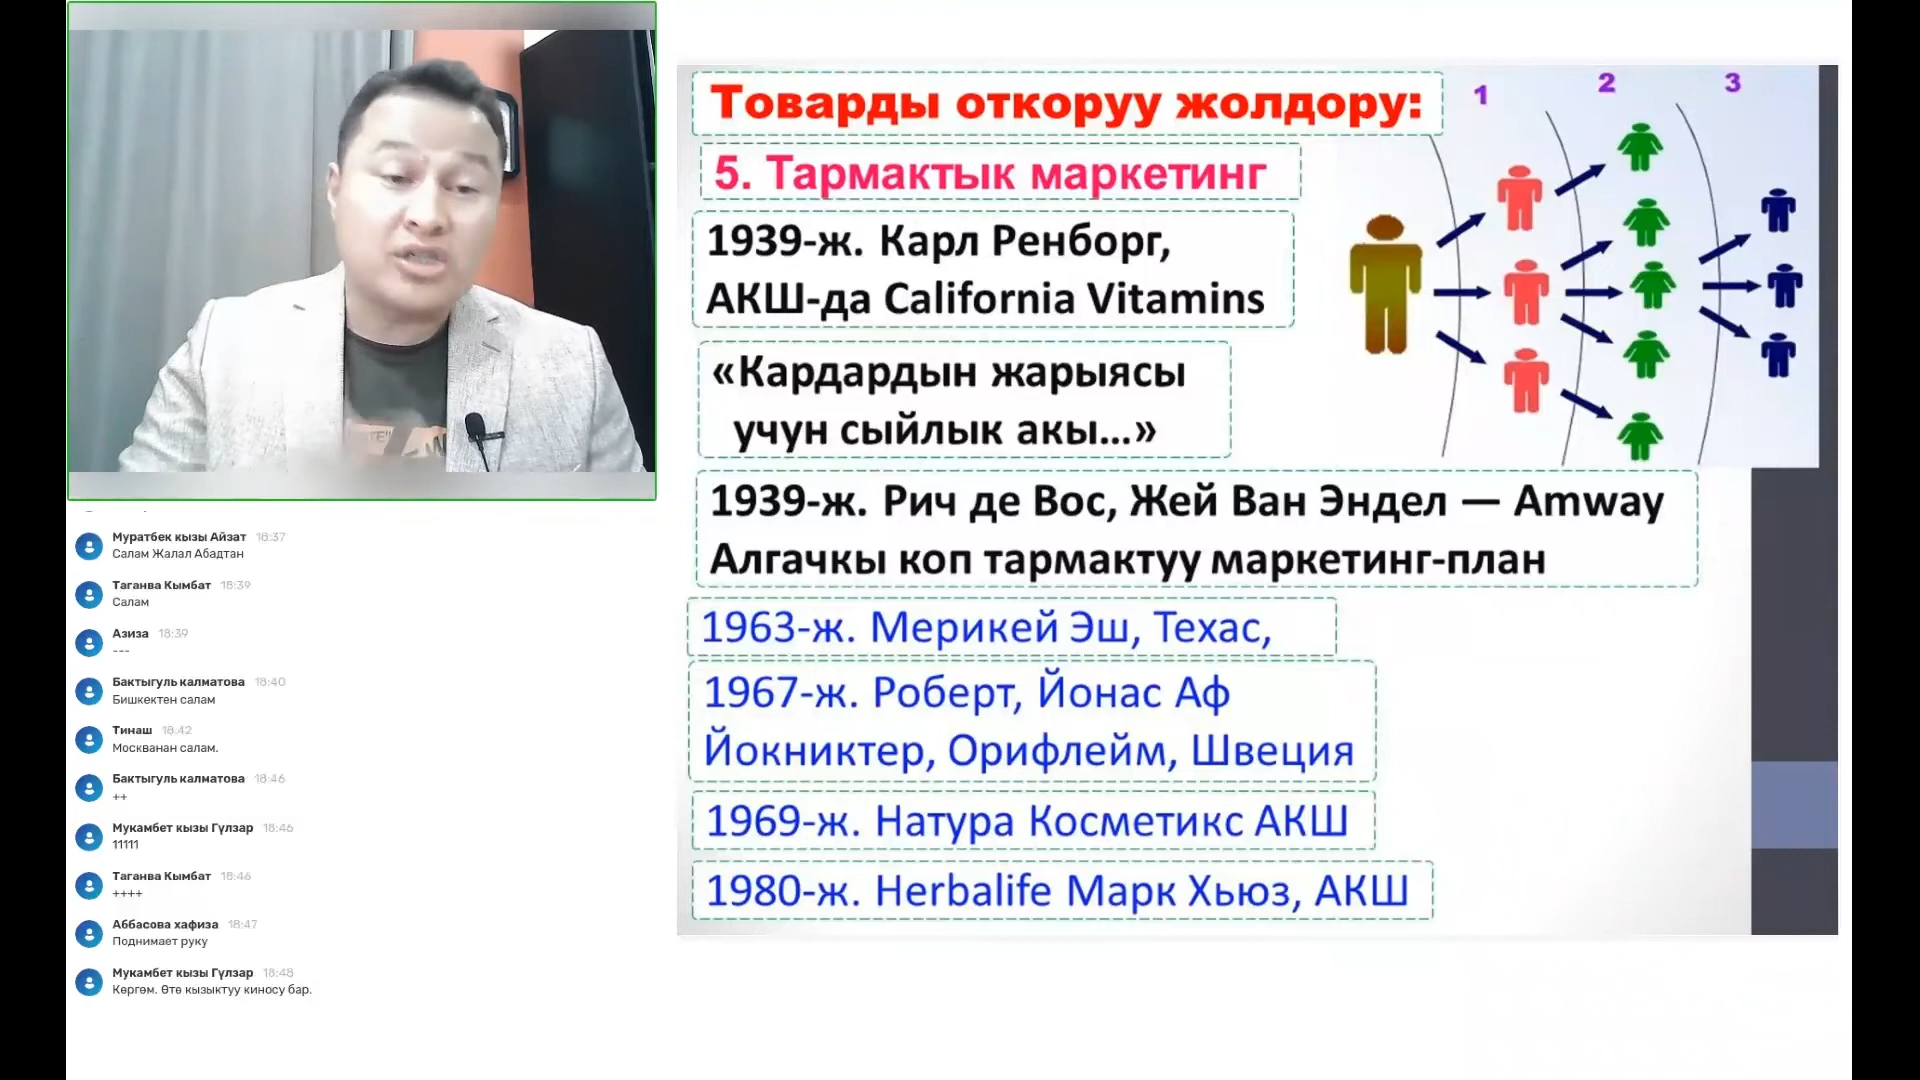 Товарды откоруу жолдору:
1
2
3
5. Тармактык маркетинг
1939-ж. Карл Ренборг,
АКШ-да California Vitamins
«Кардардын жарыясы
учун сыйлык акы...»
1939-ж. Рич де Вос, Жей Ван Эндел — Amway
Алгачкы коп тармактуу маркетинг-план
1963-ж. Мерикей Эш, Техас,
1967-ж. Роберт, Йонас Аф
Йокниктер, Орифлейм, Швеция
1969-ж. Натура Косметикс АКШ
1980-ж. Herbalife Марк Хьюз, АКШ
Муратбек кызы Айзат 18:37
Салам Жалал Абадтан
Таганва Кымбат 18:39
Салам
Азиза 18:39
---
Бактыгуль калматова 18:40
Бишкектен салам
Тинаш 18:42
Москванан салам.
Бактыгуль калматова 18:46
++
Мукамбет кызы Гүлзар 18:46
11111
Таганва Кымбат 18:46
++++
Аббасова хафиза 18:47
Поднимает руку
Мукамбет кызы Гүлзар 18:48
Көргөм. Өтө кызыктуу киносу бар.